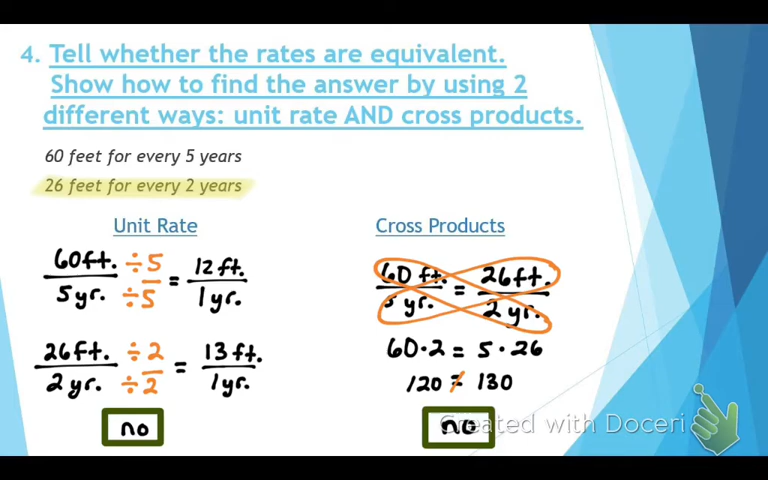 4. Tell whether the rates are equivalent.
Show how to find the answer by using 2
different ways: unit rate AND cross products.
60 feet for every 5 years
26 feet for every 2 years
Unit Rate
60ft. ÷5 = 12ft.
5yr. ÷5 1yr.
26ft. ÷2 = 13ft.
2yr. ÷2 1yr.
no
Cross Products
60 ft. = 26ft.
5 yr. 2 yr.
60·2 = 5·26
120 ≠ 130
no
Created with Doceri